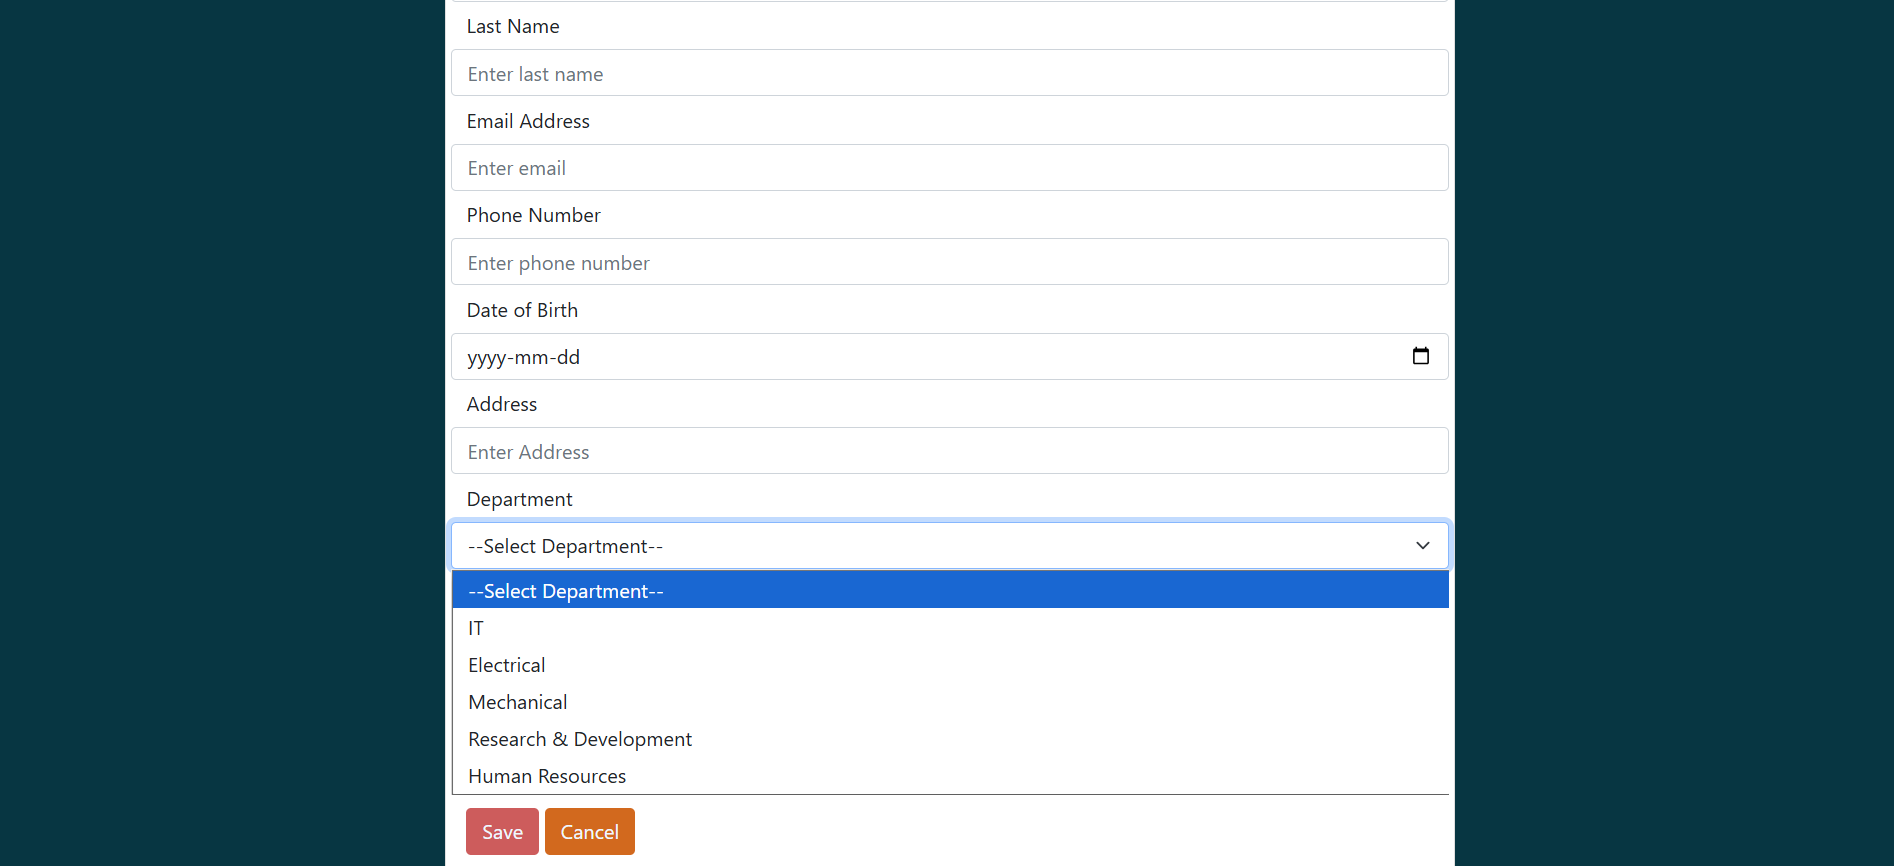 Last Name
Enter last name
Email Address
Enter email
Phone Number
Enter phone number
Date of Birth
yyyy-mm-dd
Address
Enter Address
Department
--Select Department--
--Select Department--
IT
Electrical
Mechanical
Research & Development
Human Resources
Save Cancel